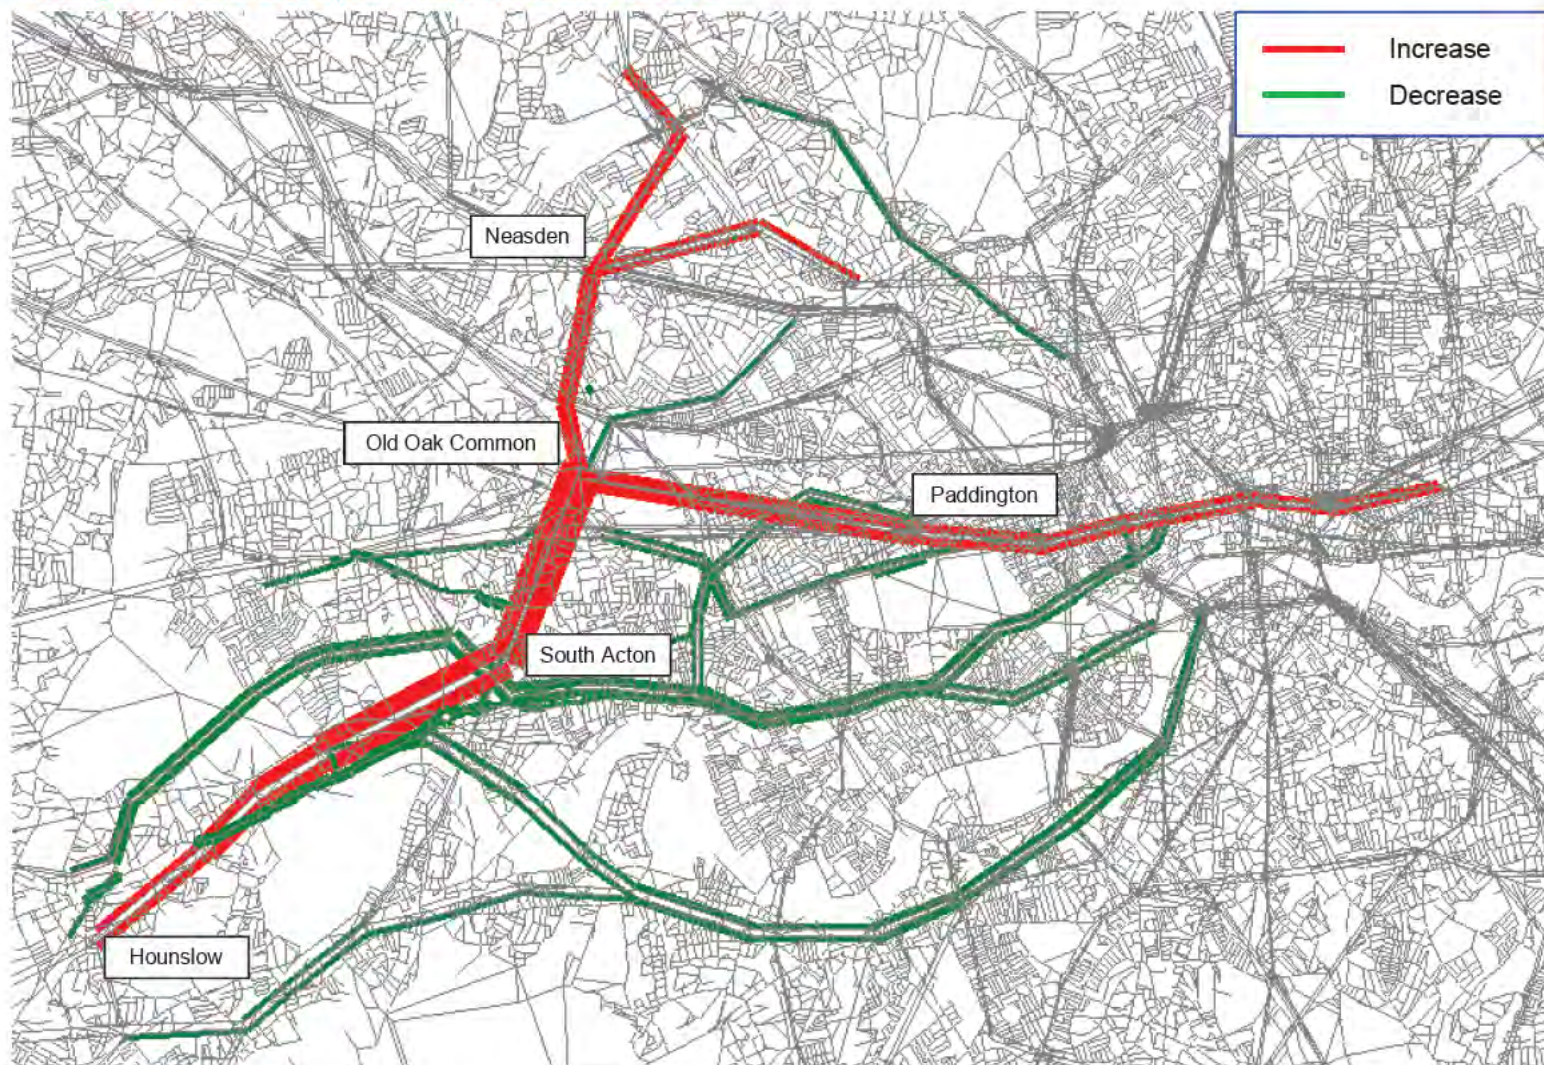 Increase
Decrease
Neasden
Old Oak Common
Paddington
South Acton
Hounslow